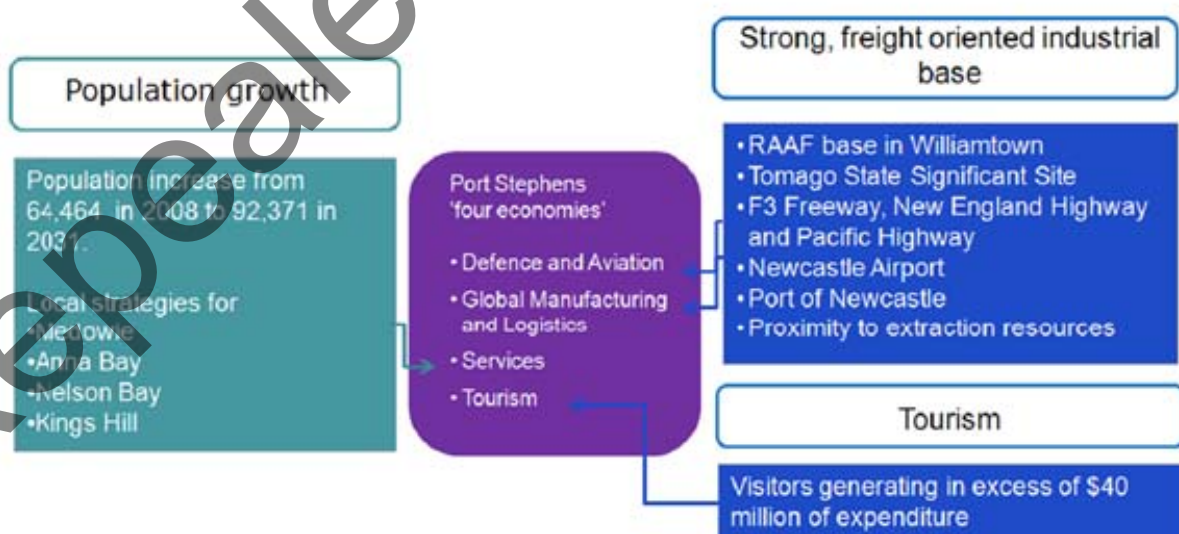 Population growth
Population increase from
64,464 in 2008 to 92,371 in
2031.
Local strategies for
•Medowie
•Anna Bay
•Nelson Bay
•Kings Hill
Port Stephens
'four economies'
• Defence and Aviation
• Global Manufacturing
and Logistics
• Services
• Tourism
Strong, freight oriented industrial
base
•RAAF base in Williamtown
•Tomago State Significant Site
•F3 Freeway, New England Highway
and Pacific Highway
•Newcastle Airport
•Port of Newcastle
•Proximity to extraction resources
Tourism
Visitors generating in excess of $40
million of expenditure